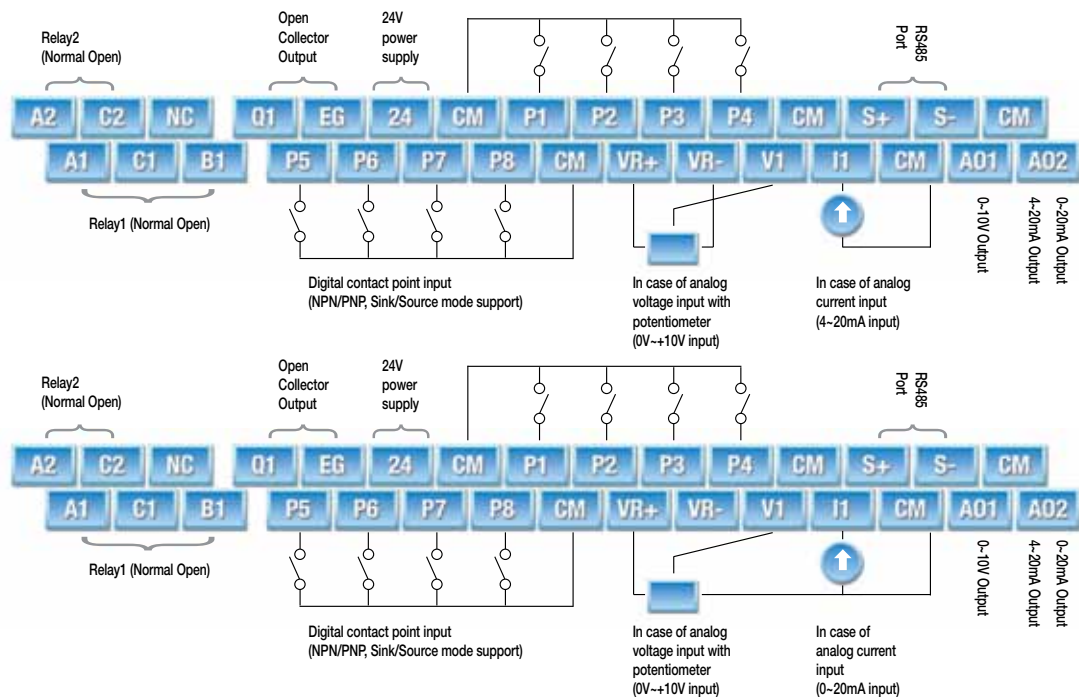 Relay2
(Normal Open)
Open
Collector
Output
24V
power
supply
RS485
Port
A2 C2 NC Q1 EG 24 CM P1 P2 P3 P4 CM S+ S- CM
A1 C1 B1 P5 P6 P7 P8 CM VR+ VR- V1 I1 CM AO1 AO2
Relay1 (Normal Open)
Digital contact point input
(NPN/PNP, Sink/Source mode support)
In case of analog
voltage input with
potentiometer
(0V~+10V input)
In case of analog
current input
(4~20mA input)
0~10V Output
0~20mA Output
4~20mA Output
Relay2
(Normal Open)
Open
Collector
Output
24V
power
supply
RS485
Port
A2 C2 NC Q1 EG 24 CM P1 P2 P3 P4 CM S+ S- CM
A1 C1 B1 P5 P6 P7 P8 CM VR+ VR- V1 I1 CM AO1 AO2
Relay1 (Normal Open)
Digital contact point input
(NPN/PNP, Sink/Source mode support)
In case of analog
voltage input with
potentiometer
(0V~+10V input)
In case of
analog current
input
(0~20mA input)
0~10V Output
0~20mA Output
4~20mA Output